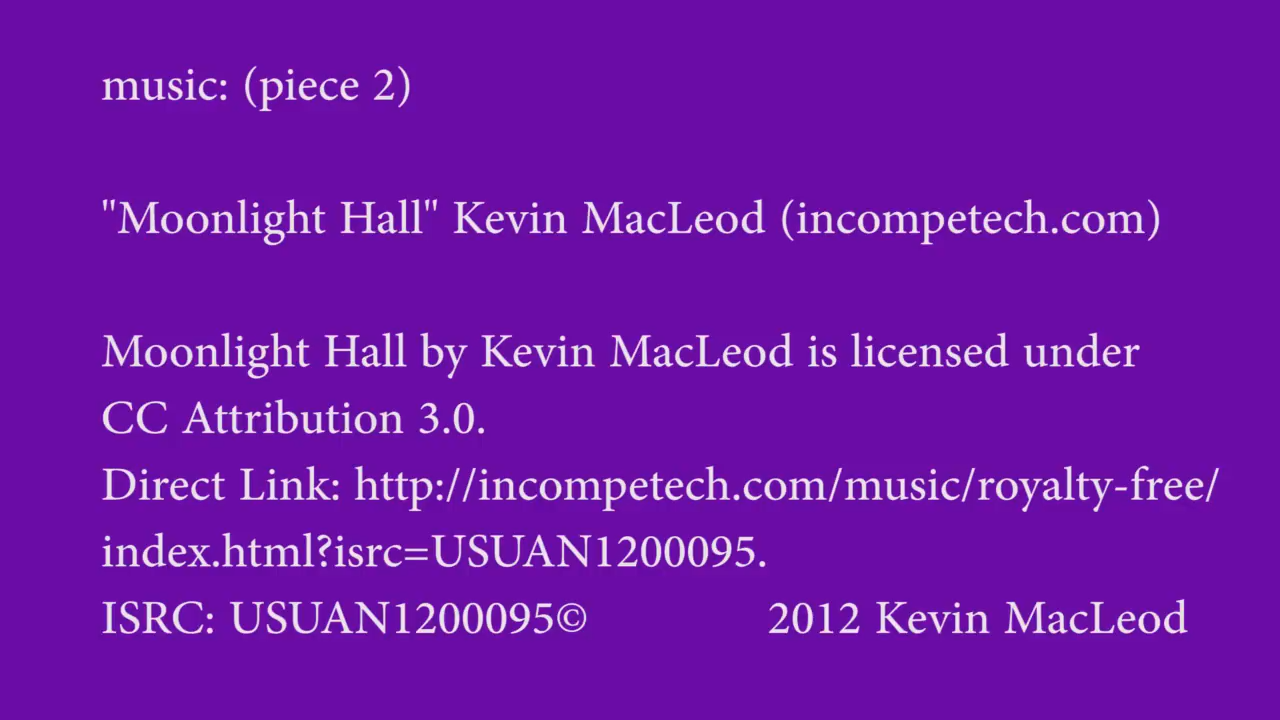 music: (piece 2)
"Moonlight Hall" Kevin MacLeod (incompetech.com)
Moonlight Hall by Kevin MacLeod is licensed under
CC Attribution 3.0.
Direct Link: http://incompetech.com/music/royalty-free/
index.html?isrc=USUAN1200095.
ISRC: USUAN1200095© 2012 Kevin MacLeod